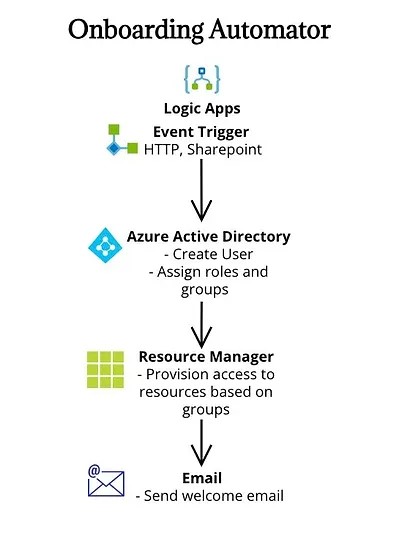 Onboarding Automator
Logic Apps
Event Trigger
HTTP, Sharepoint
Azure Active Directory
- Create User
- Assign roles and
groups
Resource Manager
- Provision access to
resources based on
groups
@
Email
- Send welcome email